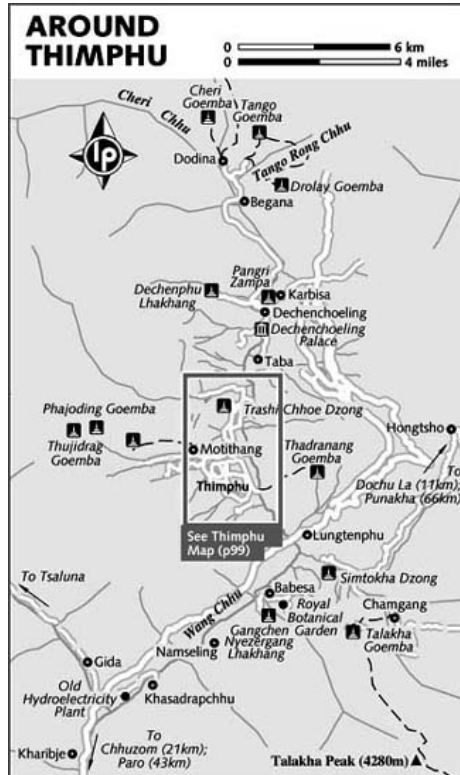 AROUND
THIMPHU
0 6 km
0 4 miles
Cheri
Goemba
Tango
Goemba
Cheri
Chhu
lp
Dodina
Tango Rong Chhu
Drolay Goemba
Begana
Pangri
Zampa
Dechenphu
Lhakhang
Karbisa
Dechenchoeling
Dechenchoeling
Palace
Taba
Phajoding Goemba
Trashi Chhoe Dzong
Hongtsho
Motithang
Thadranang
Goemba
Thujidrag
Goemba
To
Dochu La (11km);
Punakha (66km)
Thimphu
See Thimphu
Map (p99)
Lungtenphu
Simtokha Dzong
To Tsaluna
Wang Chhu
Babesa
Royal
Botanical
Garden
Chamgang
Gangchen
Nyezergang
Lhakhang
Talakha
Goemba
Namseling
Gida
Old
Hydroelectricity
Plant
Khasadrapchhu
To
Chhuzom (21km);
Paro (43km)
Kharibje
Talakha Peak (4280m)